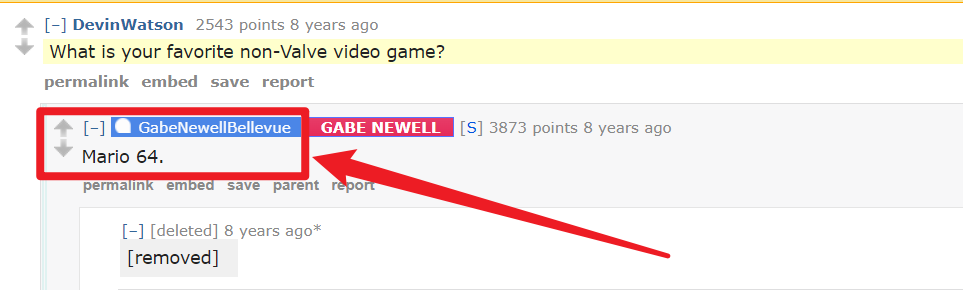 [–] DevinWatson 2543 points 8 years ago
What is your favorite non-Valve video game?
permalink embed save report
[–] GabeNewellBellevue GABE NEWELL [S] 3873 points 8 years ago
Mario 64.
permalink embed save parent report
[–] [deleted] 8 years ago*
[removed]